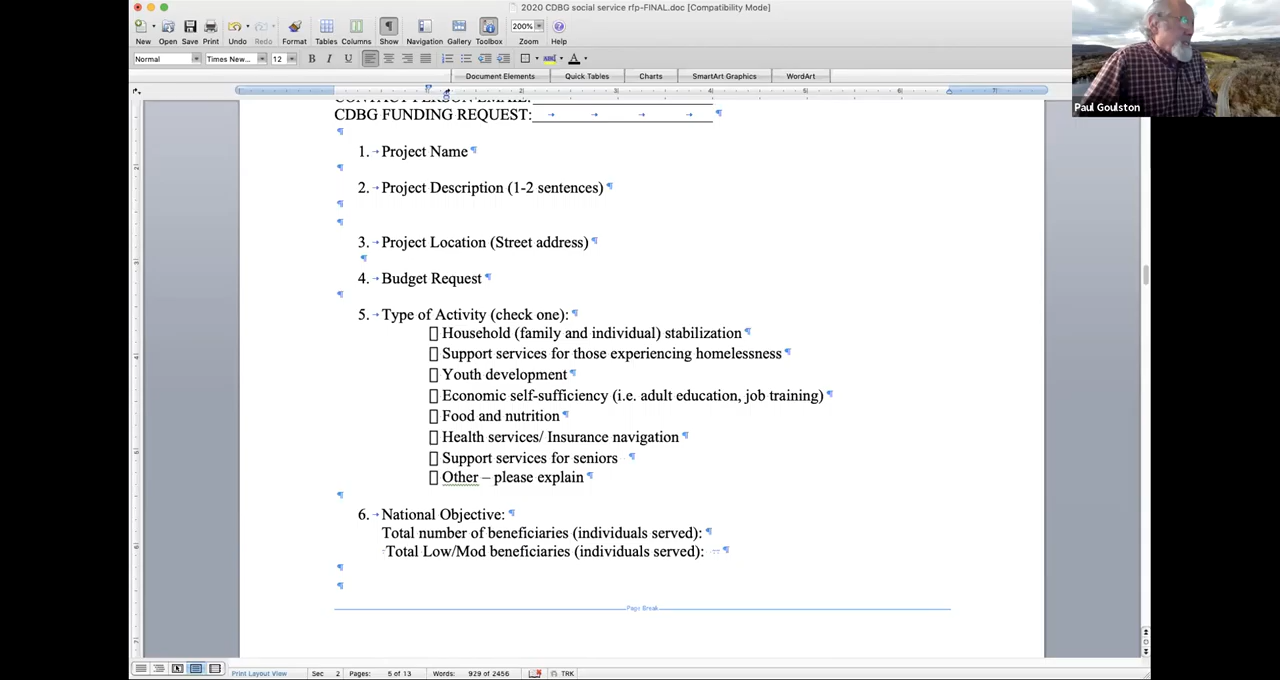 2020 CDBG social service rfp-FINAL.doc [Compatibility Mode]
New Open Save Print Undo Redo Format Tables Columns Show Navigation Gallery Toolbox Zoom Help
200%
Normal Times New... 12 B I U A
Document Elements Quick Tables Charts SmartArt Graphics WordArt
Paul Goulston
CONTACT PERSON EMAIL:
CDBG FUNDING REQUEST:
1. Project Name
2. Project Description (1-2 sentences)
3. Project Location (Street address)
4. Budget Request
5. Type of Activity (check one):
Household (family and individual) stabilization
Support services for those experiencing homelessness
Youth development
Economic self-sufficiency (i.e. adult education, job training)
Food and nutrition
Health services/ Insurance navigation
Support services for seniors
Other – please explain
6. National Objective:
Total number of beneficiaries (individuals served):
Total Low/Mod beneficiaries (individuals served):
Page Break
Print Layout View Sec 2 Pages: 5 of 13 Words: 929 of 2456 TRK